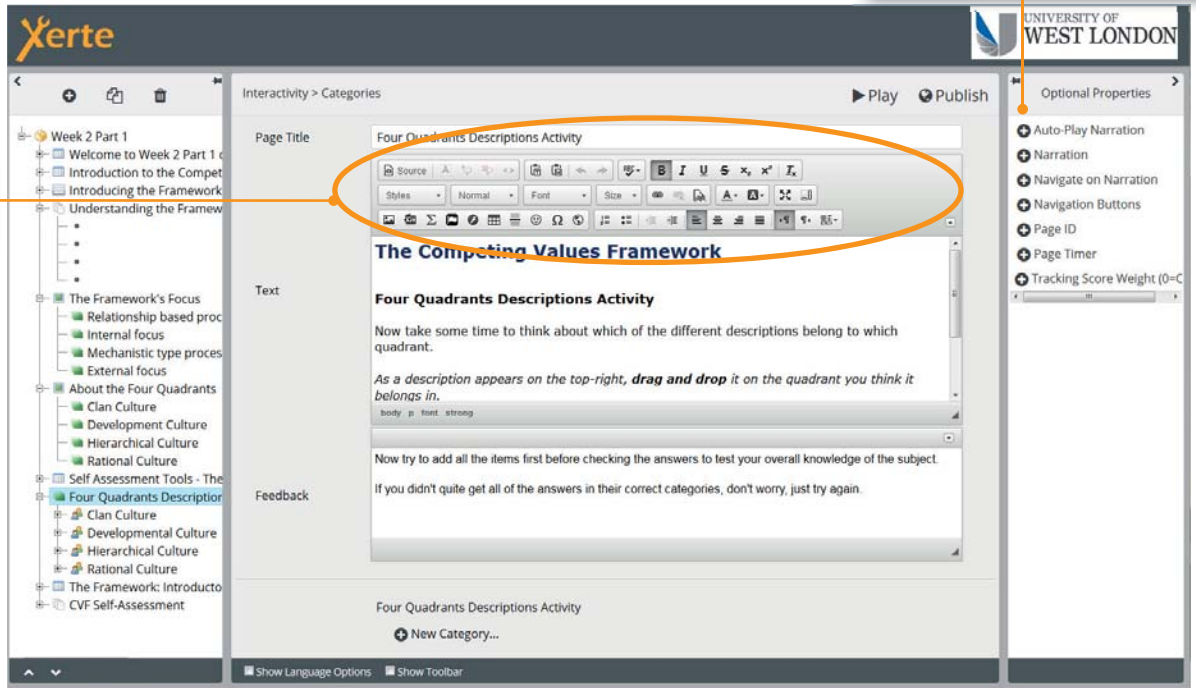 Xerte
UNIVERSITY OF
WEST LONDON
Interactivity > Categories
Play
Publish
Optional Properties
Week 2 Part 1
Welcome to Week 2 Part 1
Introduction to the Compet
Introducing the Framework
Understanding the Framew
The Framework's Focus
Relationship based proc
Internal focus
Mechanistic type proces
External focus
About the Four Quadrants
Clan Culture
Development Culture
Hierarchical Culture
Rational Culture
Self Assessment Tools - The
Four Quadrants Description
Clan Culture
Developmental Culture
Hierarchical Culture
Rational Culture
The Framework: Introducto
CVF Self-Assessment
Page Title
Four Quadrants Descriptions Activity
Source
B I U S x₂ x² Tx
Styles Normal Font Size A A
Σ Ω
Text
The Competing Values Framework
Four Quadrants Descriptions Activity
Now take some time to think about which of the different descriptions belong to which
quadrant.
As a description appears on the top-right, drag and drop it on the quadrant you think it
belongs in.
body p font strong
Feedback
Now try to add all the items first before checking the answers to test your overall knowledge of the subject.
If you didn't quite get all of the answers in their correct categories, don't worry, just try again.
Four Quadrants Descriptions Activity
New Category...
Show Language Options Show Toolbar
Auto-Play Narration
Narration
Navigate on Narration
Navigation Buttons
Page ID
Page Timer
Tracking Score Weight (0=C